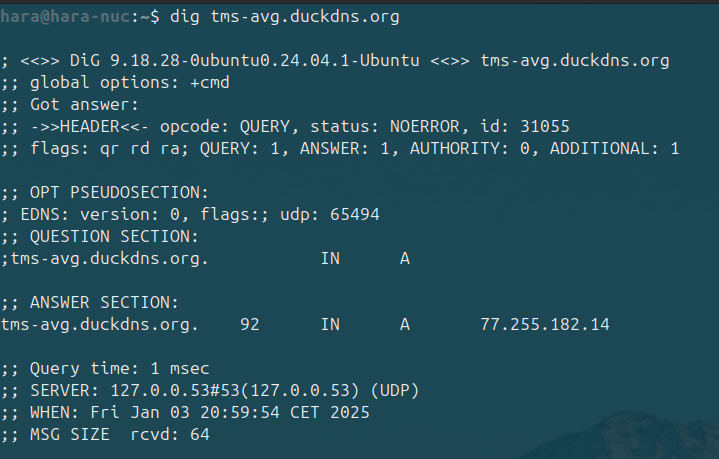 hara@hara-nuc:~$ dig tms-avg.duckdns.org
; <<>> DiG 9.18.28-0ubuntu0.24.04.1-Ubuntu <<>> tms-avg.duckdns.org
;; global options: +cmd
;; Got answer:
;; ->>HEADER<<- opcode: QUERY, status: NOERROR, id: 31055
;; flags: qr rd ra; QUERY: 1, ANSWER: 1, AUTHORITY: 0, ADDITIONAL: 1
;; OPT PSEUDOSECTION:
; EDNS: version: 0, flags:; udp: 65494
;; QUESTION SECTION:
;tms-avg.duckdns.org. IN A
;; ANSWER SECTION:
tms-avg.duckdns.org. 92 IN A 77.255.182.14
;; Query time: 1 msec
;; SERVER: 127.0.0.53#53(127.0.0.53) (UDP)
;; WHEN: Fri Jan 03 20:59:54 CET 2025
;; MSG SIZE rcvd: 64